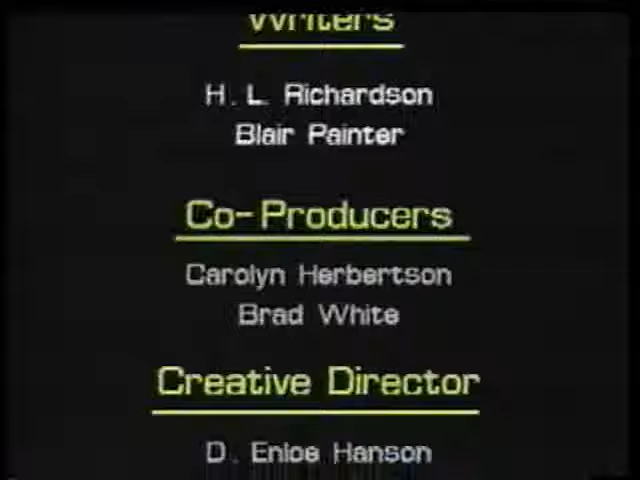 Writers
H. L. Richardson
Blair Painter
Co-Producers
Carolyn Herbertson
Brad White
Creative Director
D. Enloe Hanson